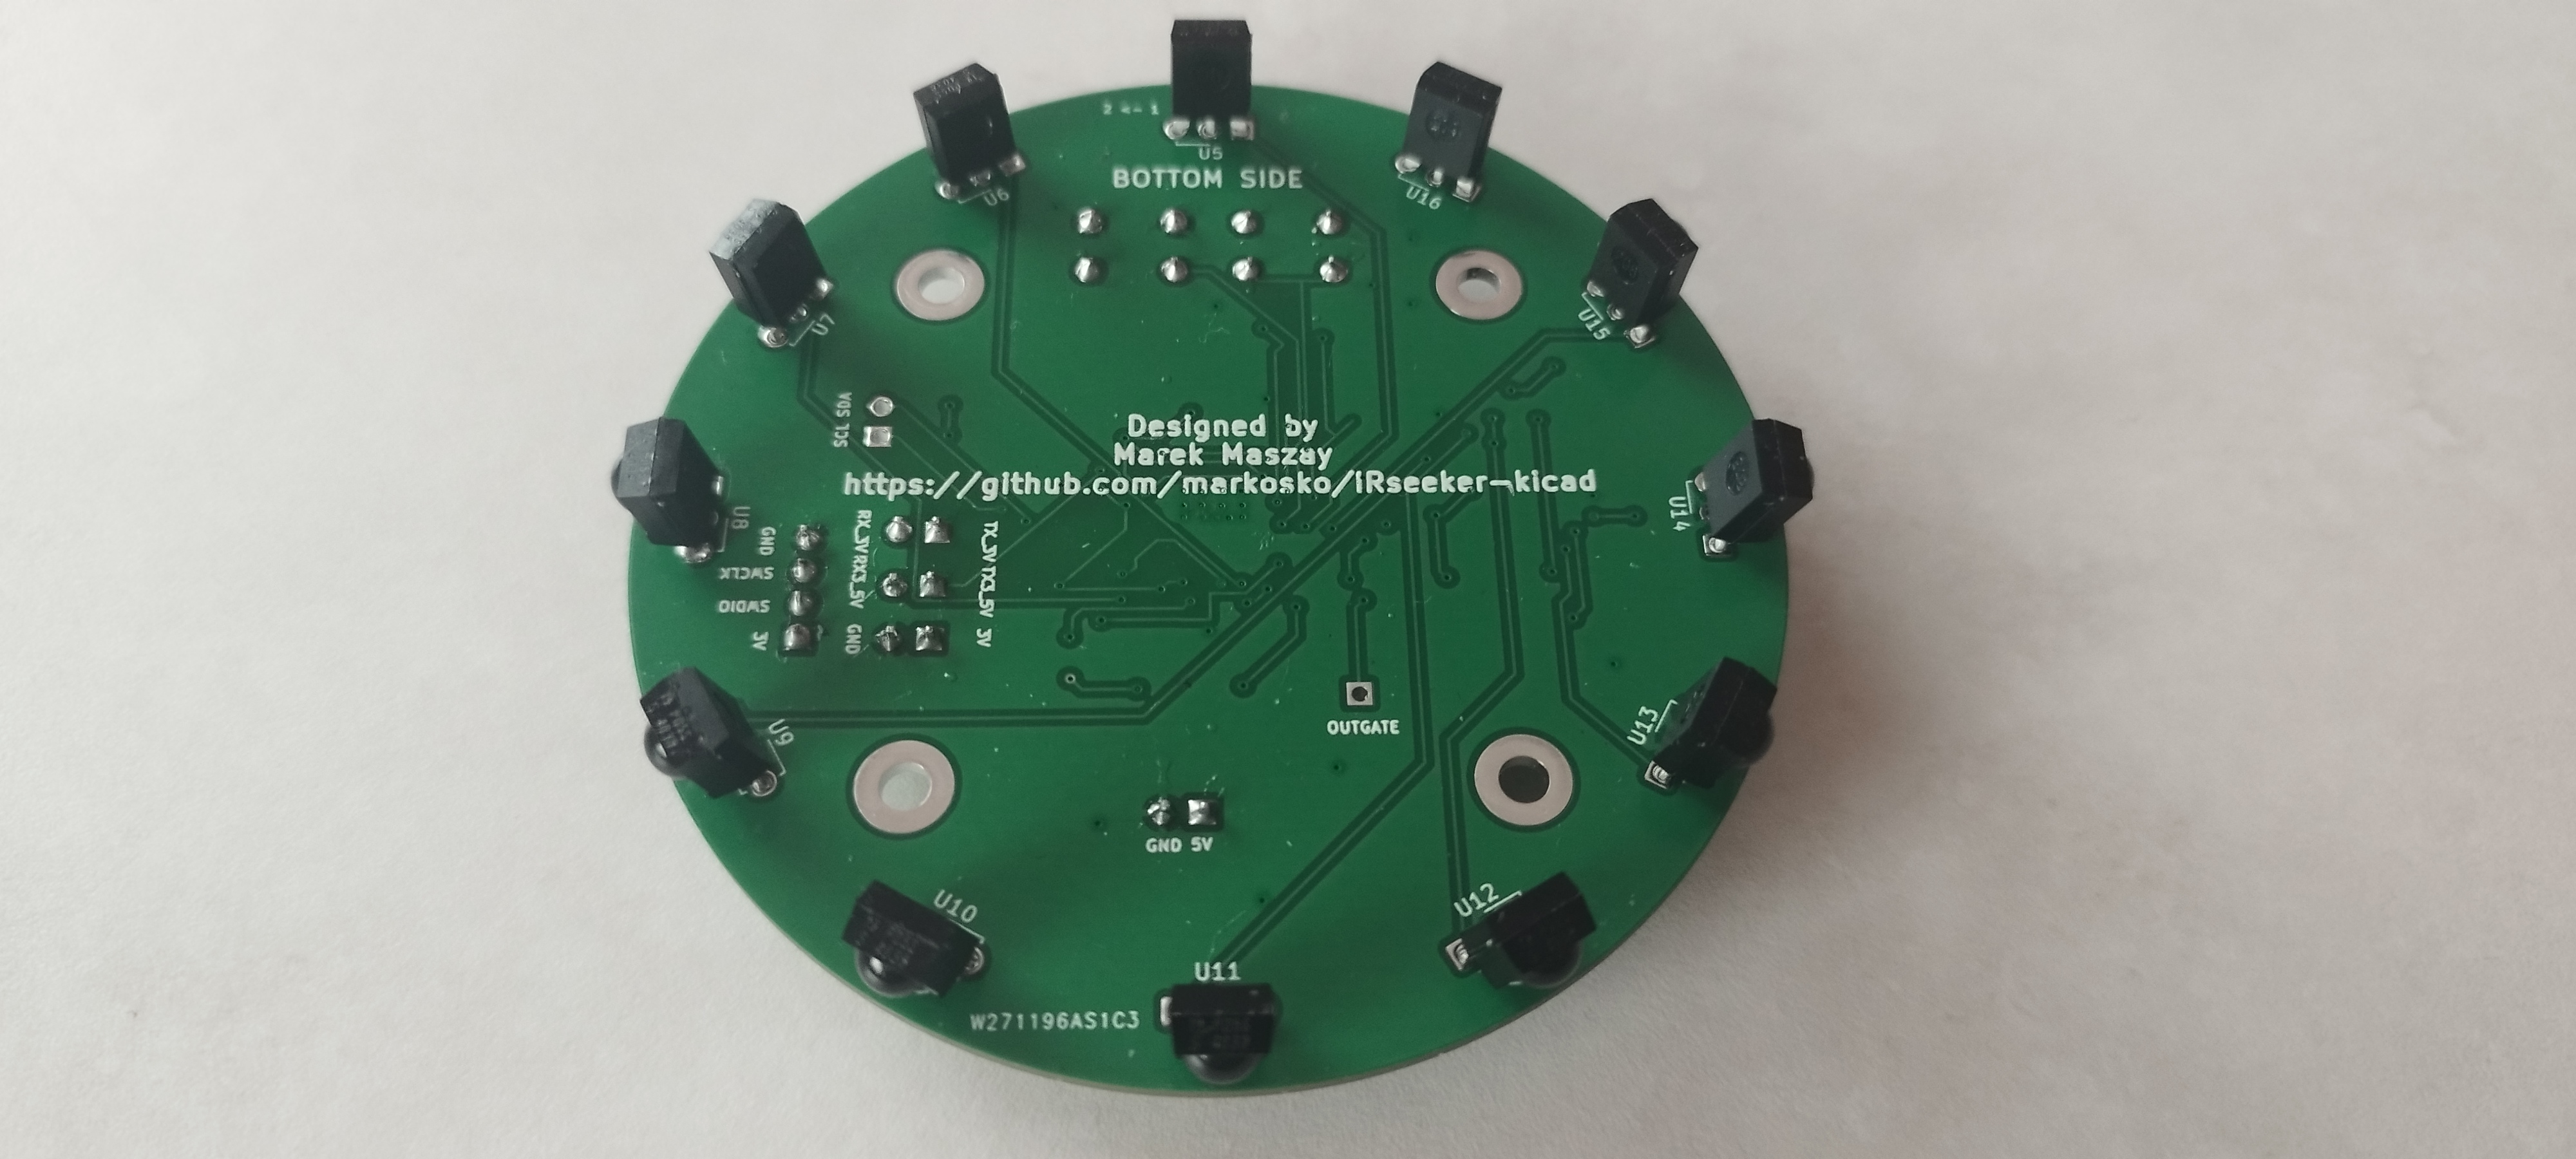 2 <- 1
U5
BOTTOM SIDE
U6
U16
U7
U15
SDA
SCL
Designed by
Marek Maszay
https://github.com/markosko/IRseeker-kicad
U8
U14
GND
SWCLK
SWDIO
3V
RX_5V
RX3_5V
GND
TX_5V
TX3_5V
3V
U9
U13
OUTGATE
GND 5V
U10
U12
U11
W271196AS1C3